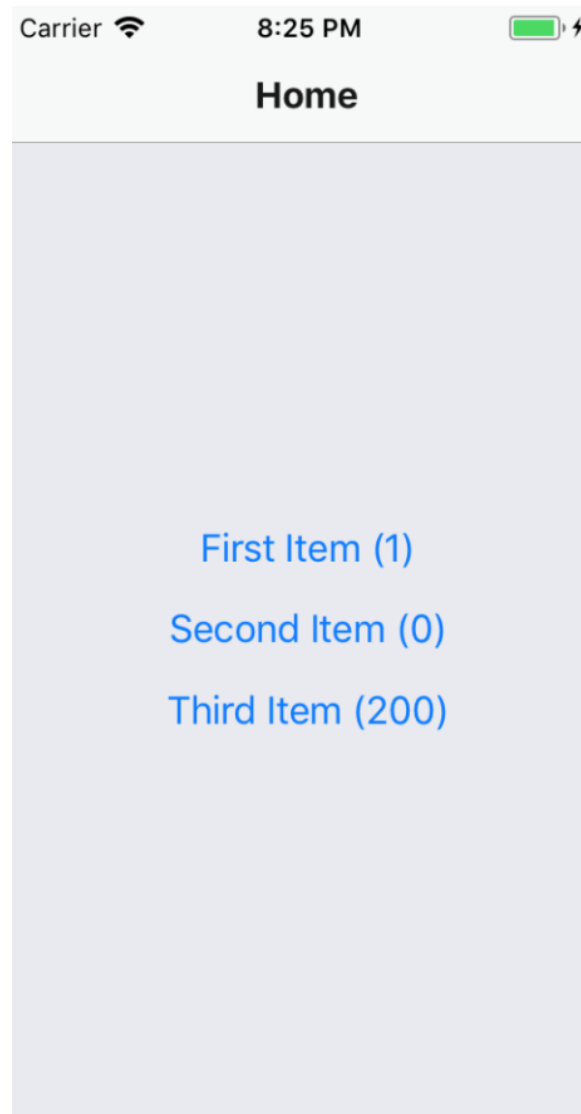 Carrier 8:25 PM
Home
First Item (1)
Second Item (0)
Third Item (200)